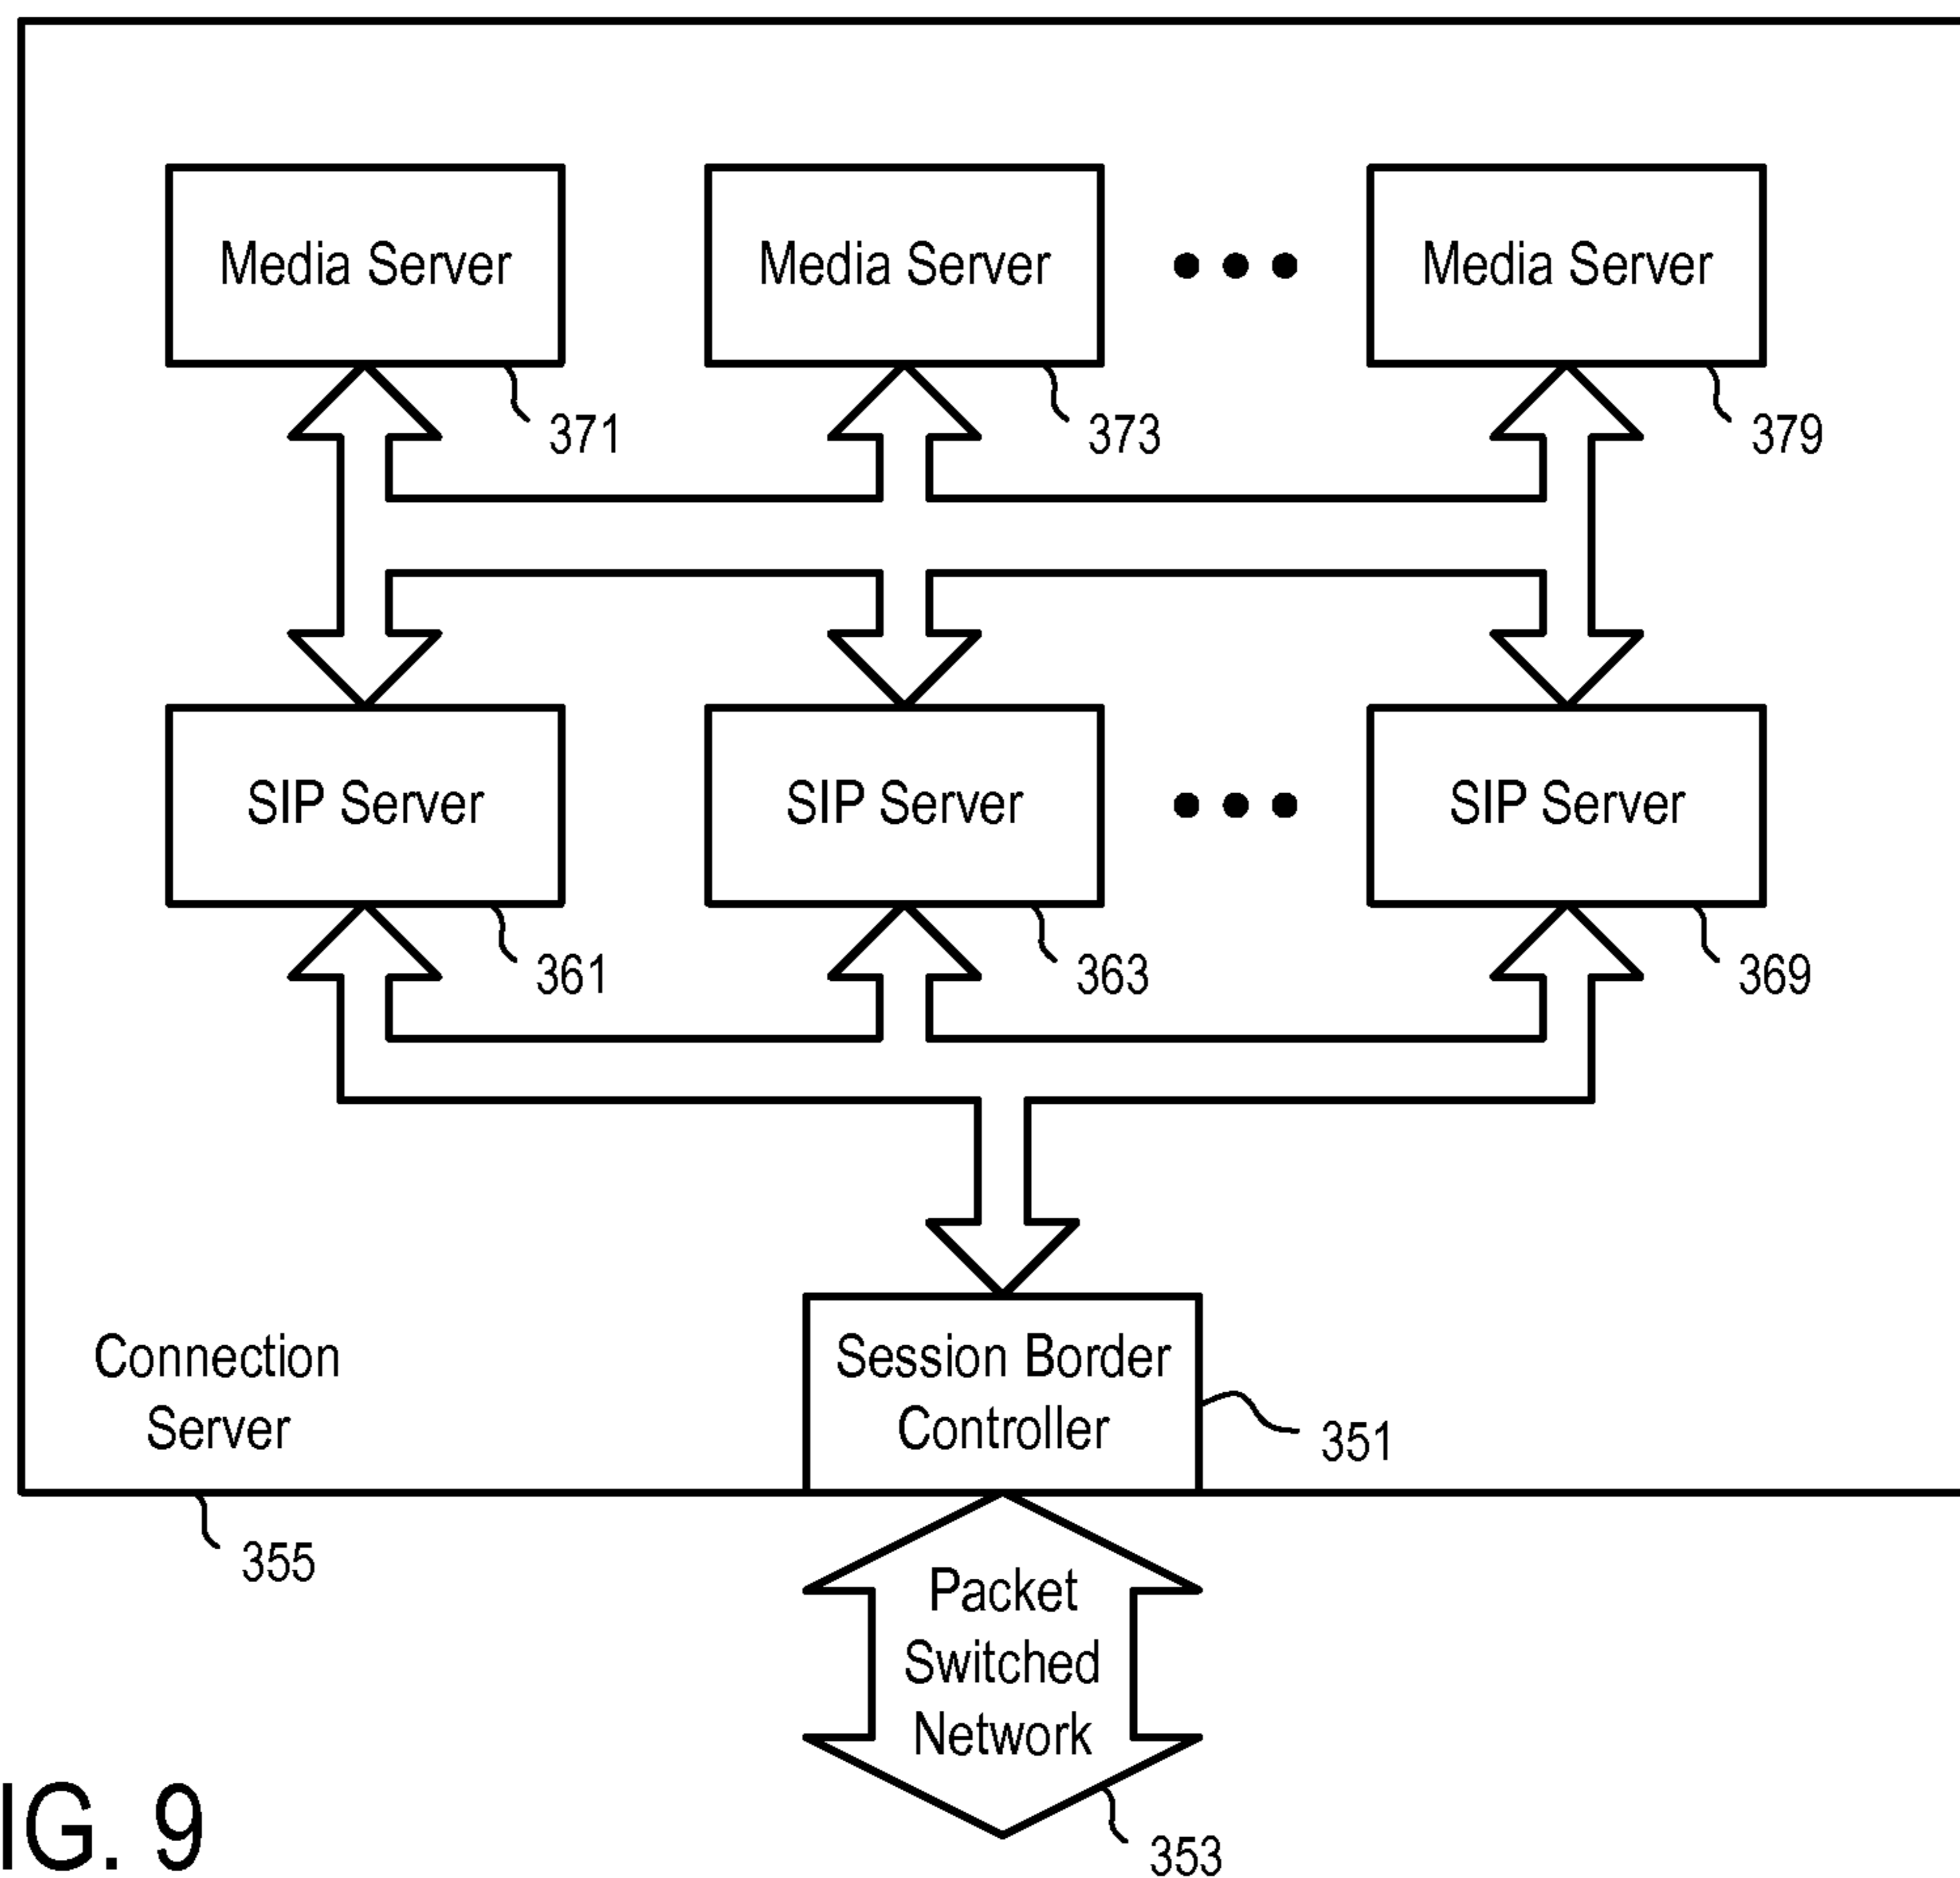 Media Server
Media Server
Media Server
371
373
379
SIP Server
SIP Server
SIP Server
361
363
369
Connection
Server
Session Border
Controller
351
355
Packet
Switched
Network
353
IG. 9